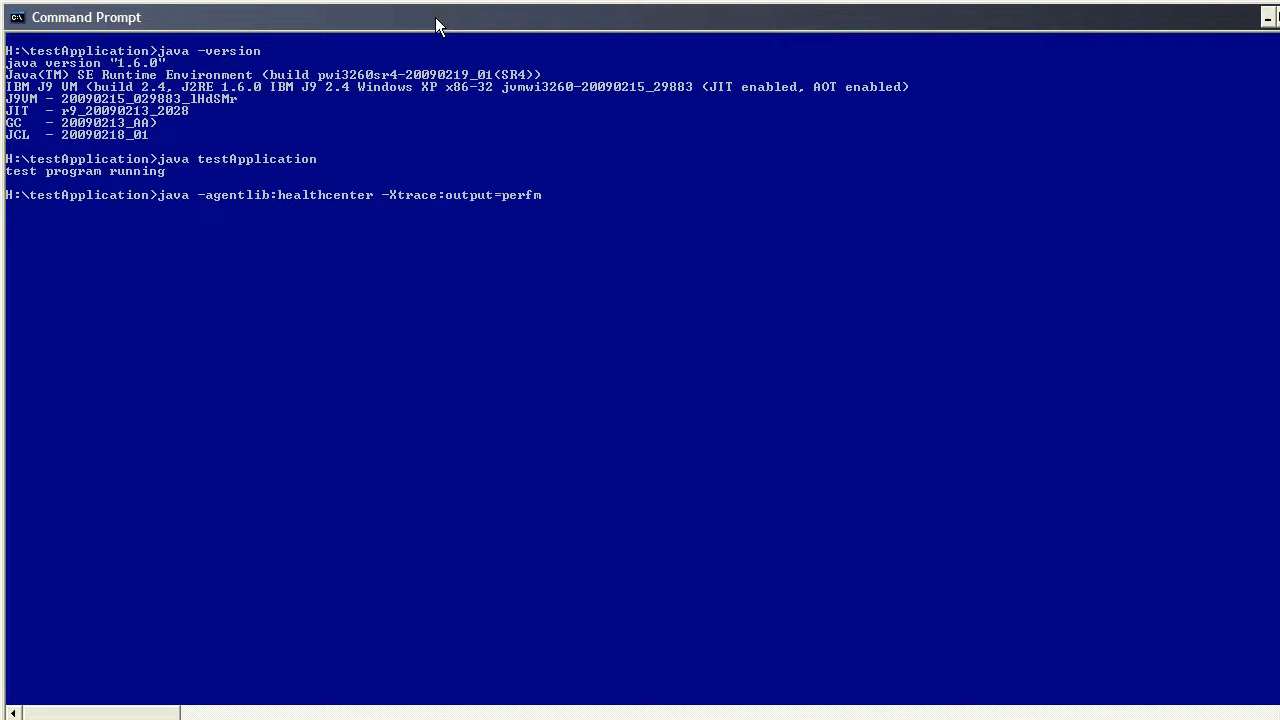 Command Prompt
H:\testApplication>java -version
java version "1.6.0"
Java(TM) SE Runtime Environment (build pwi3260sr4-20090219_01(SR4))
IBM J9 VM (build 2.4, J2RE 1.6.0 IBM J9 2.4 Windows XP x86-32 jvmwi3260-20090215_29883 (JIT enabled, AOT enabled)
J9VM - 20090215_029883_lHdSMr
JIT  - r9_20090213_2028
GC   - 20090213_AA)
JCL  - 20090218_01
H:\testApplication>java testApplication
test program running
H:\testApplication>java -agentlib:healthcenter -Xtrace:output=perfm